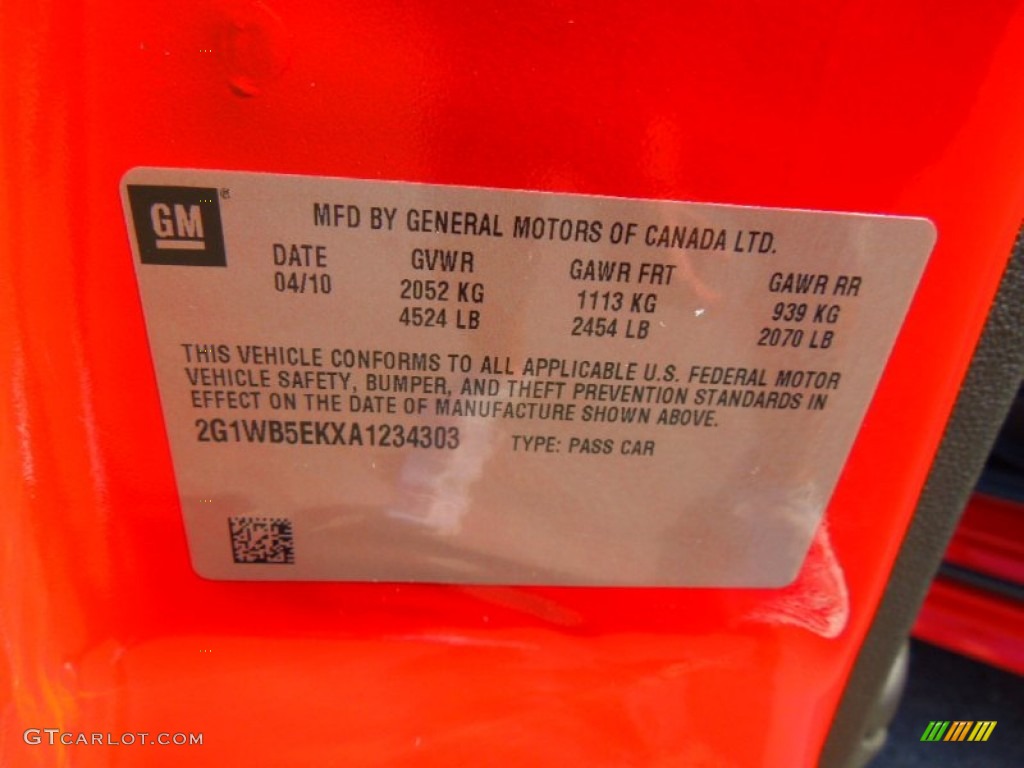 GM®
MFD BY GENERAL MOTORS OF CANADA LTD.
DATE GVWR GAWR FRT GAWR RR
04/10 2052 KG 1113 KG 939 KG
4524 LB 2454 LB 2070 LB
THIS VEHICLE CONFORMS TO ALL APPLICABLE U.S. FEDERAL MOTOR
VEHICLE SAFETY, BUMPER, AND THEFT PREVENTION STANDARDS IN
EFFECT ON THE DATE OF MANUFACTURE SHOWN ABOVE.
2G1WB5EKXA1234303 TYPE: PASS CAR
GTCARLOT.COM